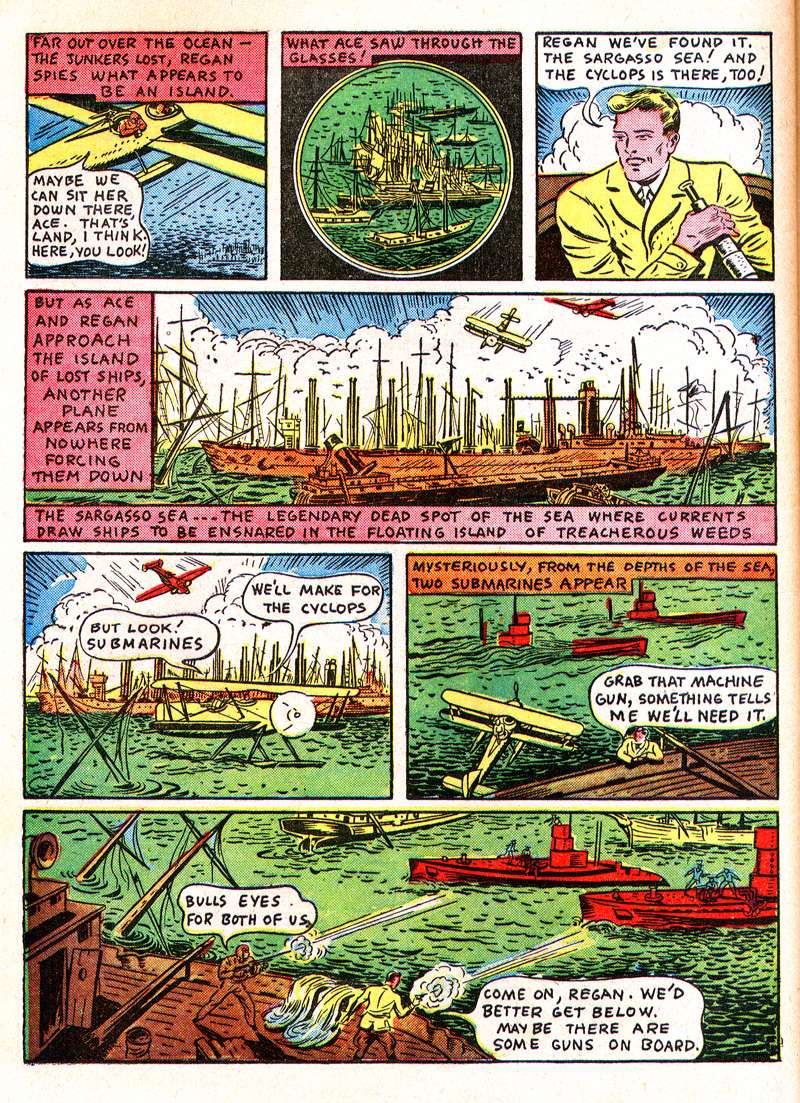 FAR OUT OVER THE OCEAN —
THE JUNKERS LOST, REGAN
SPIES WHAT APPEARS TO
BE AN ISLAND.
MAYBE WE
CAN SIT HER
DOWN THERE,
ACE. THAT'S
LAND, I THINK.
HERE, YOU LOOK!
WHAT ACE SAW THROUGH THE
GLASSES!
REGAN WE'VE FOUND IT.
THE SARGASSO SEA! AND
THE CYCLOPS IS THERE, TOO!
BUT AS ACE
AND REGAN
APPROACH
THE ISLAND
OF LOST SHIPS,
ANOTHER
PLANE
APPEARS FROM
NOWHERE
FORCING
THEM DOWN
THE SARGASSO SEA --- THE LEGENDARY DEAD SPOT OF THE SEA WHERE CURRENTS
DRAW SHIPS TO BE ENSNARED IN THE FLOATING ISLAND OF TREACHEROUS WEEDS
WE'LL MAKE FOR
THE CYCLOPS
BUT LOOK!
SUBMARINES
MYSTERIOUSLY, FROM THE DEPTHS OF THE SEA,
TWO SUBMARINES APPEAR
GRAB THAT MACHINE
GUN, SOMETHING TELLS
ME WE'LL NEED IT.
BULLS EYES.
FOR BOTH OF US,
COME ON, REGAN. WE'D
BETTER GET BELOW.
MAYBE THERE ARE
SOME GUNS ON BOARD.